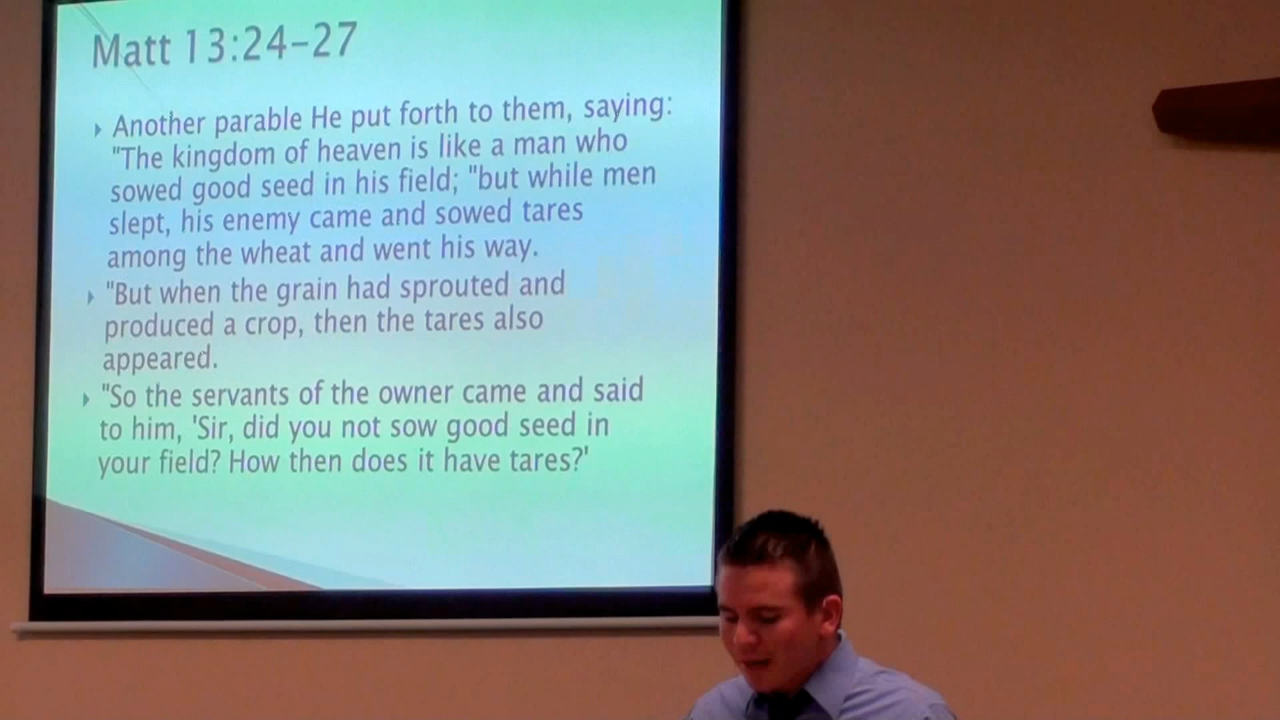 Matt 13:24-27
Another parable He put forth to them, saying:
"The kingdom of heaven is like a man who
sowed good seed in his field; "but while men
slept, his enemy came and sowed tares
among the wheat and went his way.
"But when the grain had sprouted and
produced a crop, then the tares also
appeared.
"So the servants of the owner came and said
to him, 'Sir, did you not sow good seed in
your field? How then does it have tares?'